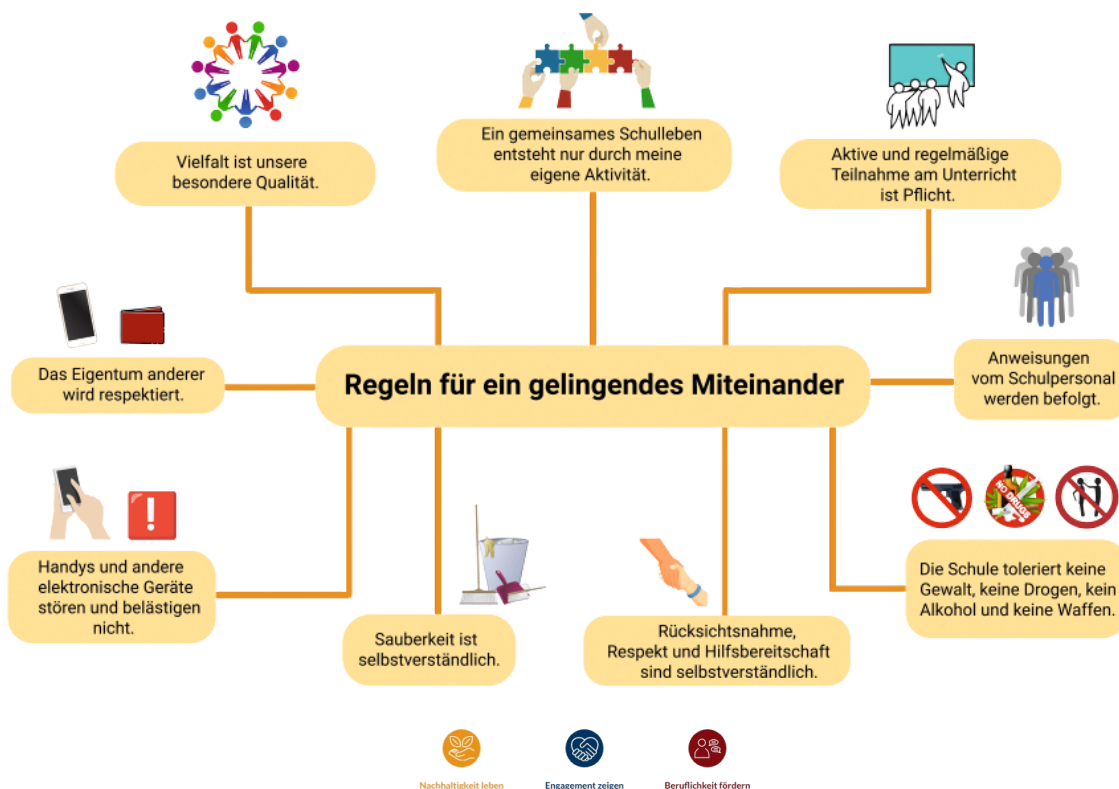 Vielfalt ist unsere
besondere Qualität.
Ein gemeinsames Schulleben
entsteht nur durch meine
eigene Aktivität.
Aktive und regelmäßige
Teilnahme am Unterricht
ist Pflicht.
Das Eigentum anderer
wird respektiert.
Regeln für ein gelingendes Miteinander
Anweisungen
vom Schulpersonal
werden befolgt.
Handys und andere
elektronische Geräte
stören und belästigen
nicht.
Sauberkeit ist
selbstverständlich.
Rücksichtsnahme,
Respekt und Hilfsbereitschaft
sind selbstverständlich.
NO DRUGS
Die Schule toleriert keine
Gewalt, keine Drogen, kein
Alkohol und keine Waffen.
Nachhaltigkeit leben
Engagement zeigen
Beruflichkeit fördern